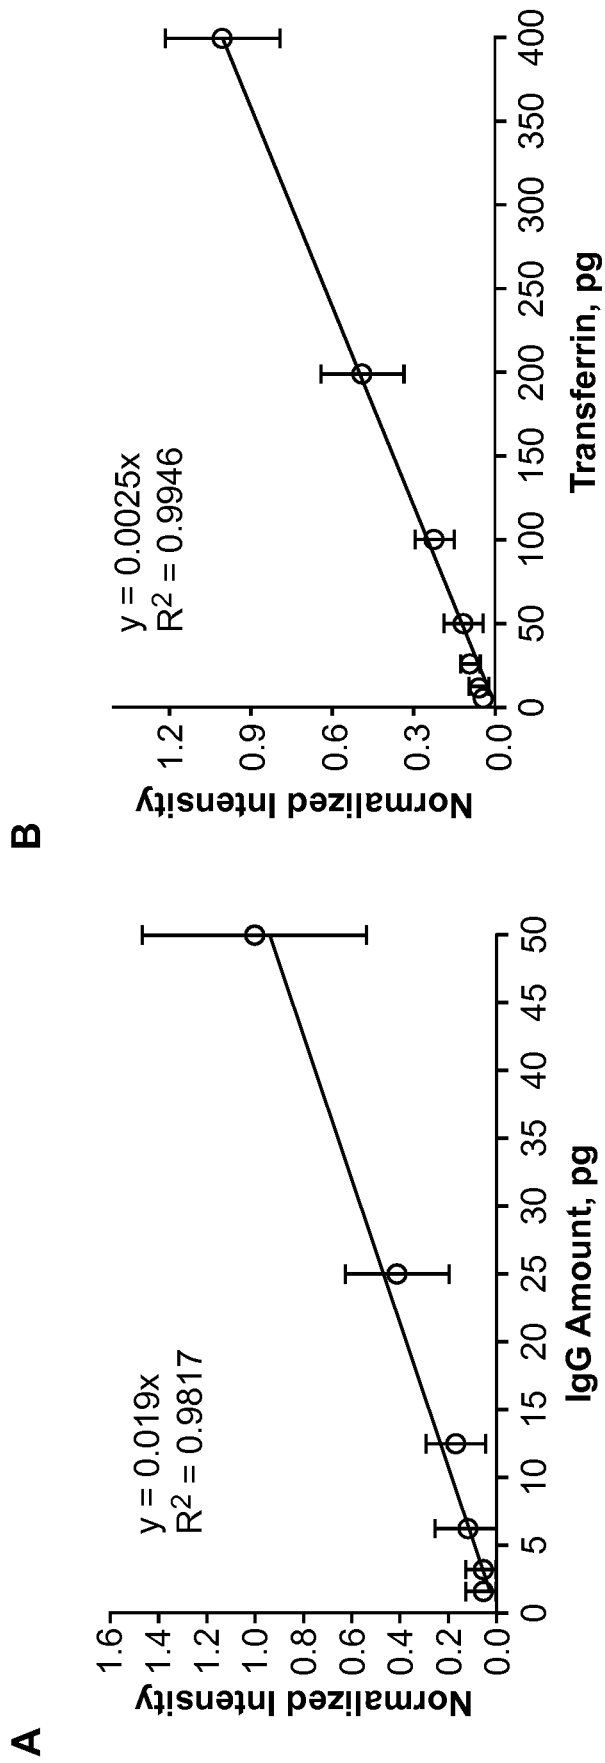 A
y = 0.019x
R² = 0.9817
Normalized Intensity
1.6
1.4
1.2
1.0
0.8
0.6
0.4
0.2
0.0
0 5 10 15 20 25 30 35 40 45 50
IgG Amount, pg
B
y = 0.0025x
R² = 0.9946
Normalized Intensity
1.2
0.9
0.6
0.3
0.0
0 50 100 150 200 250 300 350 400
Transferrin, pg